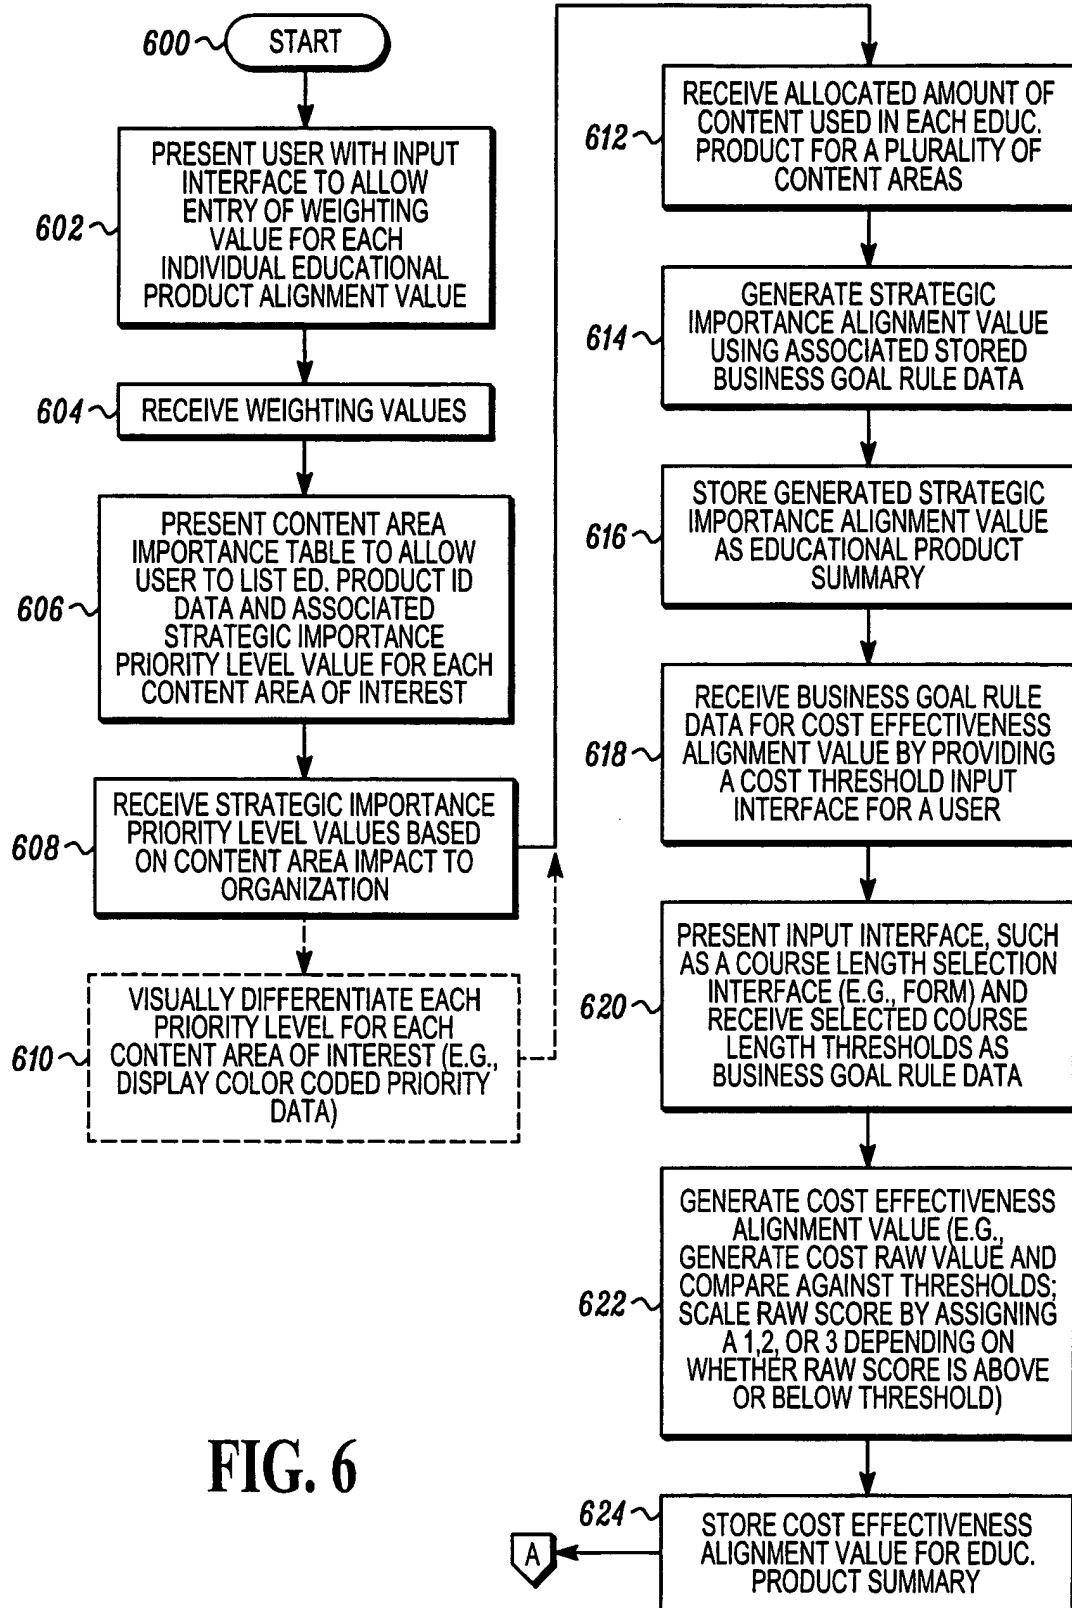 600
START
602
PRESENT USER WITH INPUT
INTERFACE TO ALLOW
ENTRY OF WEIGHTING
VALUE FOR EACH
INDIVIDUAL EDUCATIONAL
PRODUCT ALIGNMENT VALUE
604
RECEIVE WEIGHTING VALUES
606
PRESENT CONTENT AREA
IMPORTANCE TABLE TO ALLOW
USER TO LIST ED. PRODUCT ID
DATA AND ASSOCIATED
STRATEGIC IMPORTANCE
PRIORITY LEVEL VALUE FOR EACH
CONTENT AREA OF INTEREST
608
RECEIVE STRATEGIC IMPORTANCE
PRIORITY LEVEL VALUES BASED
ON CONTENT AREA IMPACT TO
ORGANIZATION
610
VISUALLY DIFFERENTIATE EACH
PRIORITY LEVEL FOR EACH
CONTENT AREA OF INTEREST (E.G.,
DISPLAY COLOR CODED PRIORITY
DATA)
612
RECEIVE ALLOCATED AMOUNT OF
CONTENT USED IN EACH EDUC.
PRODUCT FOR A PLURALITY OF
CONTENT AREAS
614
GENERATE STRATEGIC
IMPORTANCE ALIGNMENT VALUE
USING ASSOCIATED STORED
BUSINESS GOAL RULE DATA
616
STORE GENERATED STRATEGIC
IMPORTANCE ALIGNMENT VALUE
AS EDUCATIONAL PRODUCT
SUMMARY
618
RECEIVE BUSINESS GOAL RULE
DATA FOR COST EFFECTIVENESS
ALIGNMENT VALUE BY PROVIDING
A COST THRESHOLD INPUT
INTERFACE FOR A USER
620
PRESENT INPUT INTERFACE, SUCH
AS A COURSE LENGTH SELECTION
INTERFACE (E.G., FORM) AND
RECEIVE SELECTED COURSE
LENGTH THRESHOLDS AS
BUSINESS GOAL RULE DATA
622
GENERATE COST EFFECTIVENESS
ALIGNMENT VALUE (E.G.,
GENERATE COST RAW VALUE AND
COMPARE AGAINST THRESHOLDS;
SCALE RAW SCORE BY ASSIGNING
A 1,2, OR 3 DEPENDING ON
WHETHER RAW SCORE IS ABOVE
OR BELOW THRESHOLD)
624
STORE COST EFFECTIVENESS
ALIGNMENT VALUE FOR EDUC.
PRODUCT SUMMARY
A
FIG. 6